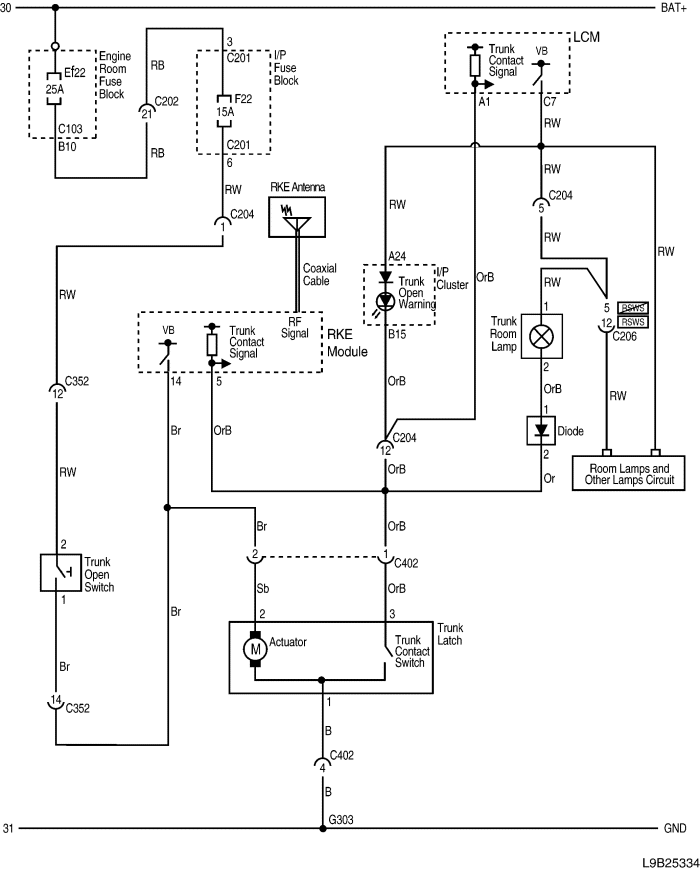 30
BAT+
Engine
Room
Fuse
Block
Ef22
25A
C103
B10
RB
C202
21
RB
3
C201
I/P
Fuse
Block
F22
15A
C201
6
RW
C204
1
RKE Antenna
Coaxial
Cable
LCM
Trunk
Contact
Signal
VB
A1
C7
RW
RW
RW
C204
5
RW
RW
A24
I/P
Cluster
Trunk
Open
Warning
OrB
B15
RW
1
Trunk
Room
Lamp
2
5
RSWS
12
RSWS
C206
RW
VB
Trunk
Contact
Signal
RF
Signal
RKE
Module
14
5
RW
C352
12
Br
OrB
OrB
C204
12
OrB
OrB
1
Diode
2
Or
RW
Room Lamps and
Other Lamps Circuit
RW
2
Trunk
Open
Switch
1
Br
OrB
2
1
C402
Sb
OrB
Br
2
3
Trunk
Latch
Actuator
M
Trunk
Contact
Switch
1
Br
14
C352
B
C402
4
B
G303
31
GND
L9B25334